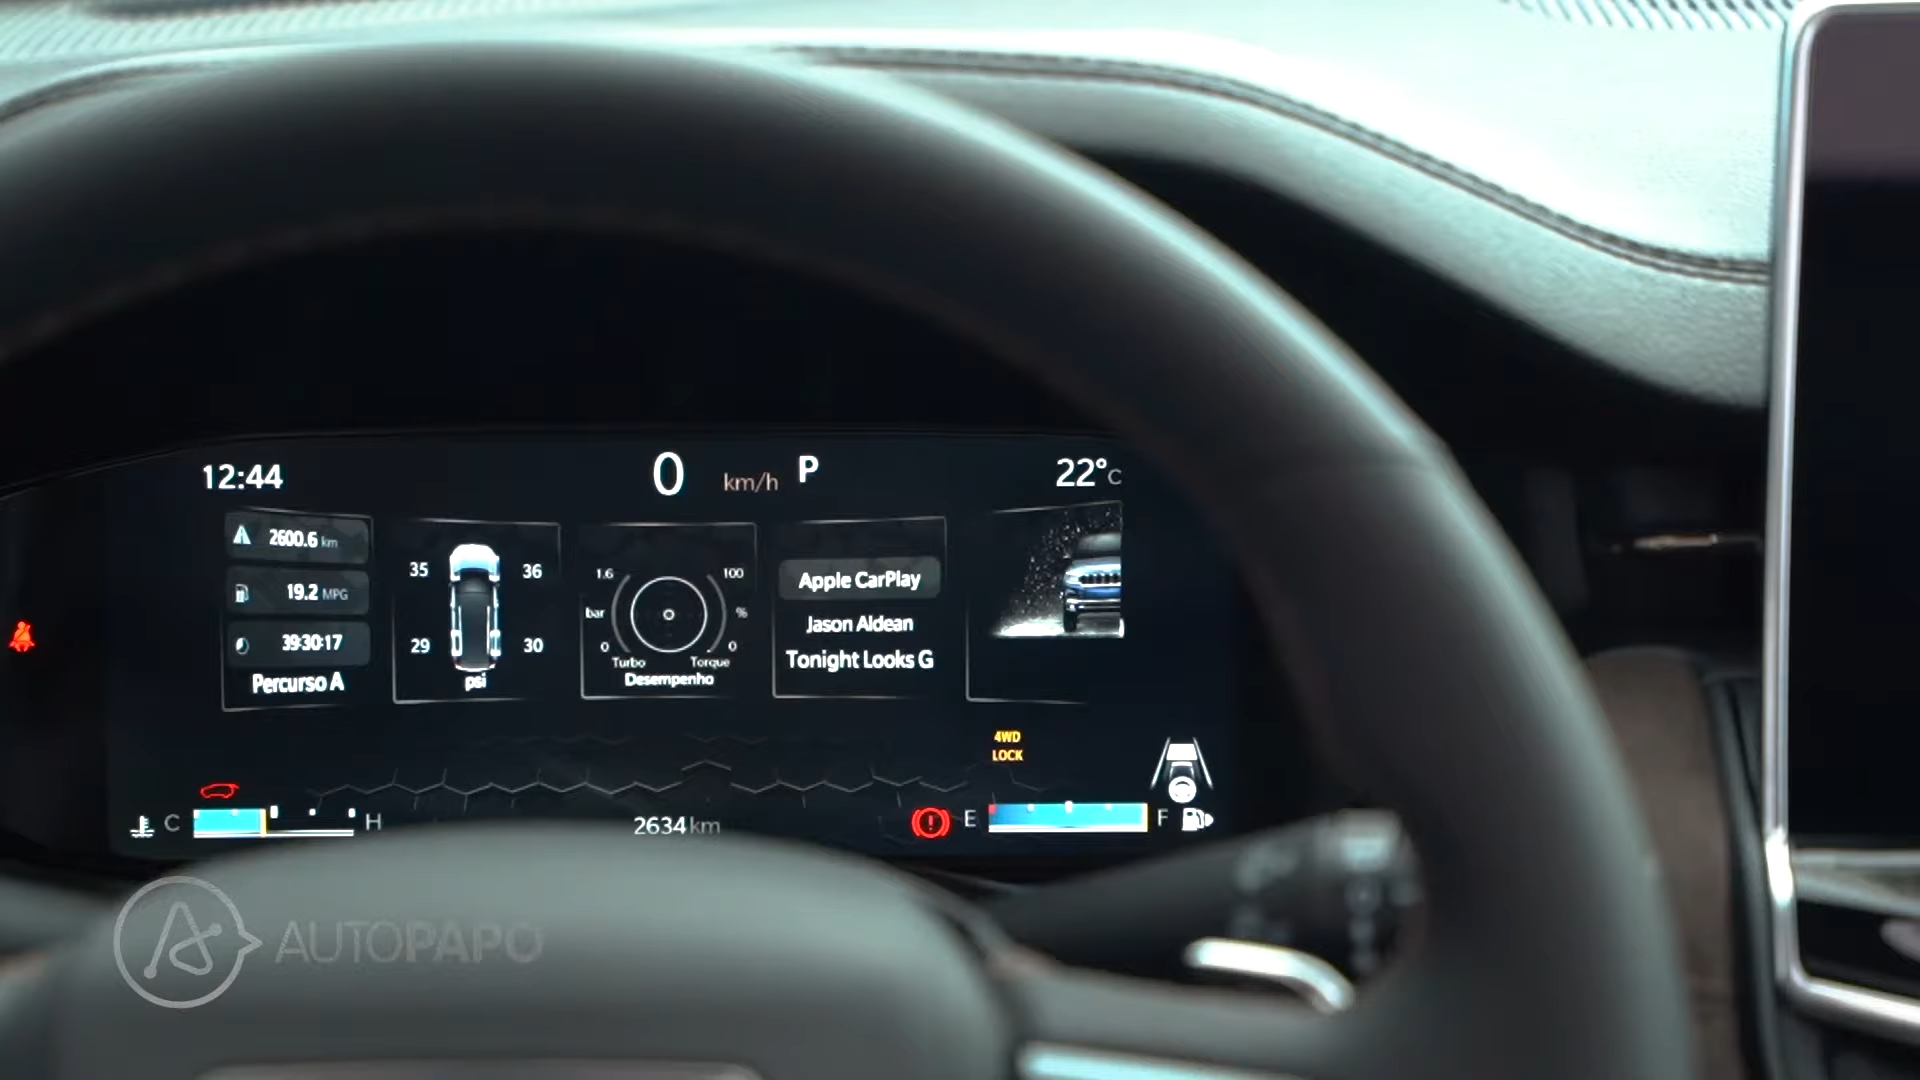 12:44
0 km/h P
22°C
2600.6 km
19.2 MPG
39:30:17
Percurso A
35 36
29 30
psi
1.6 100
bar %
0 0
Turbo Torque
Desempenho
Apple CarPlay
Jason Aldean
Tonight Looks G
4WD
LOCK
C H
2634 km
E F
AUTOPAPO